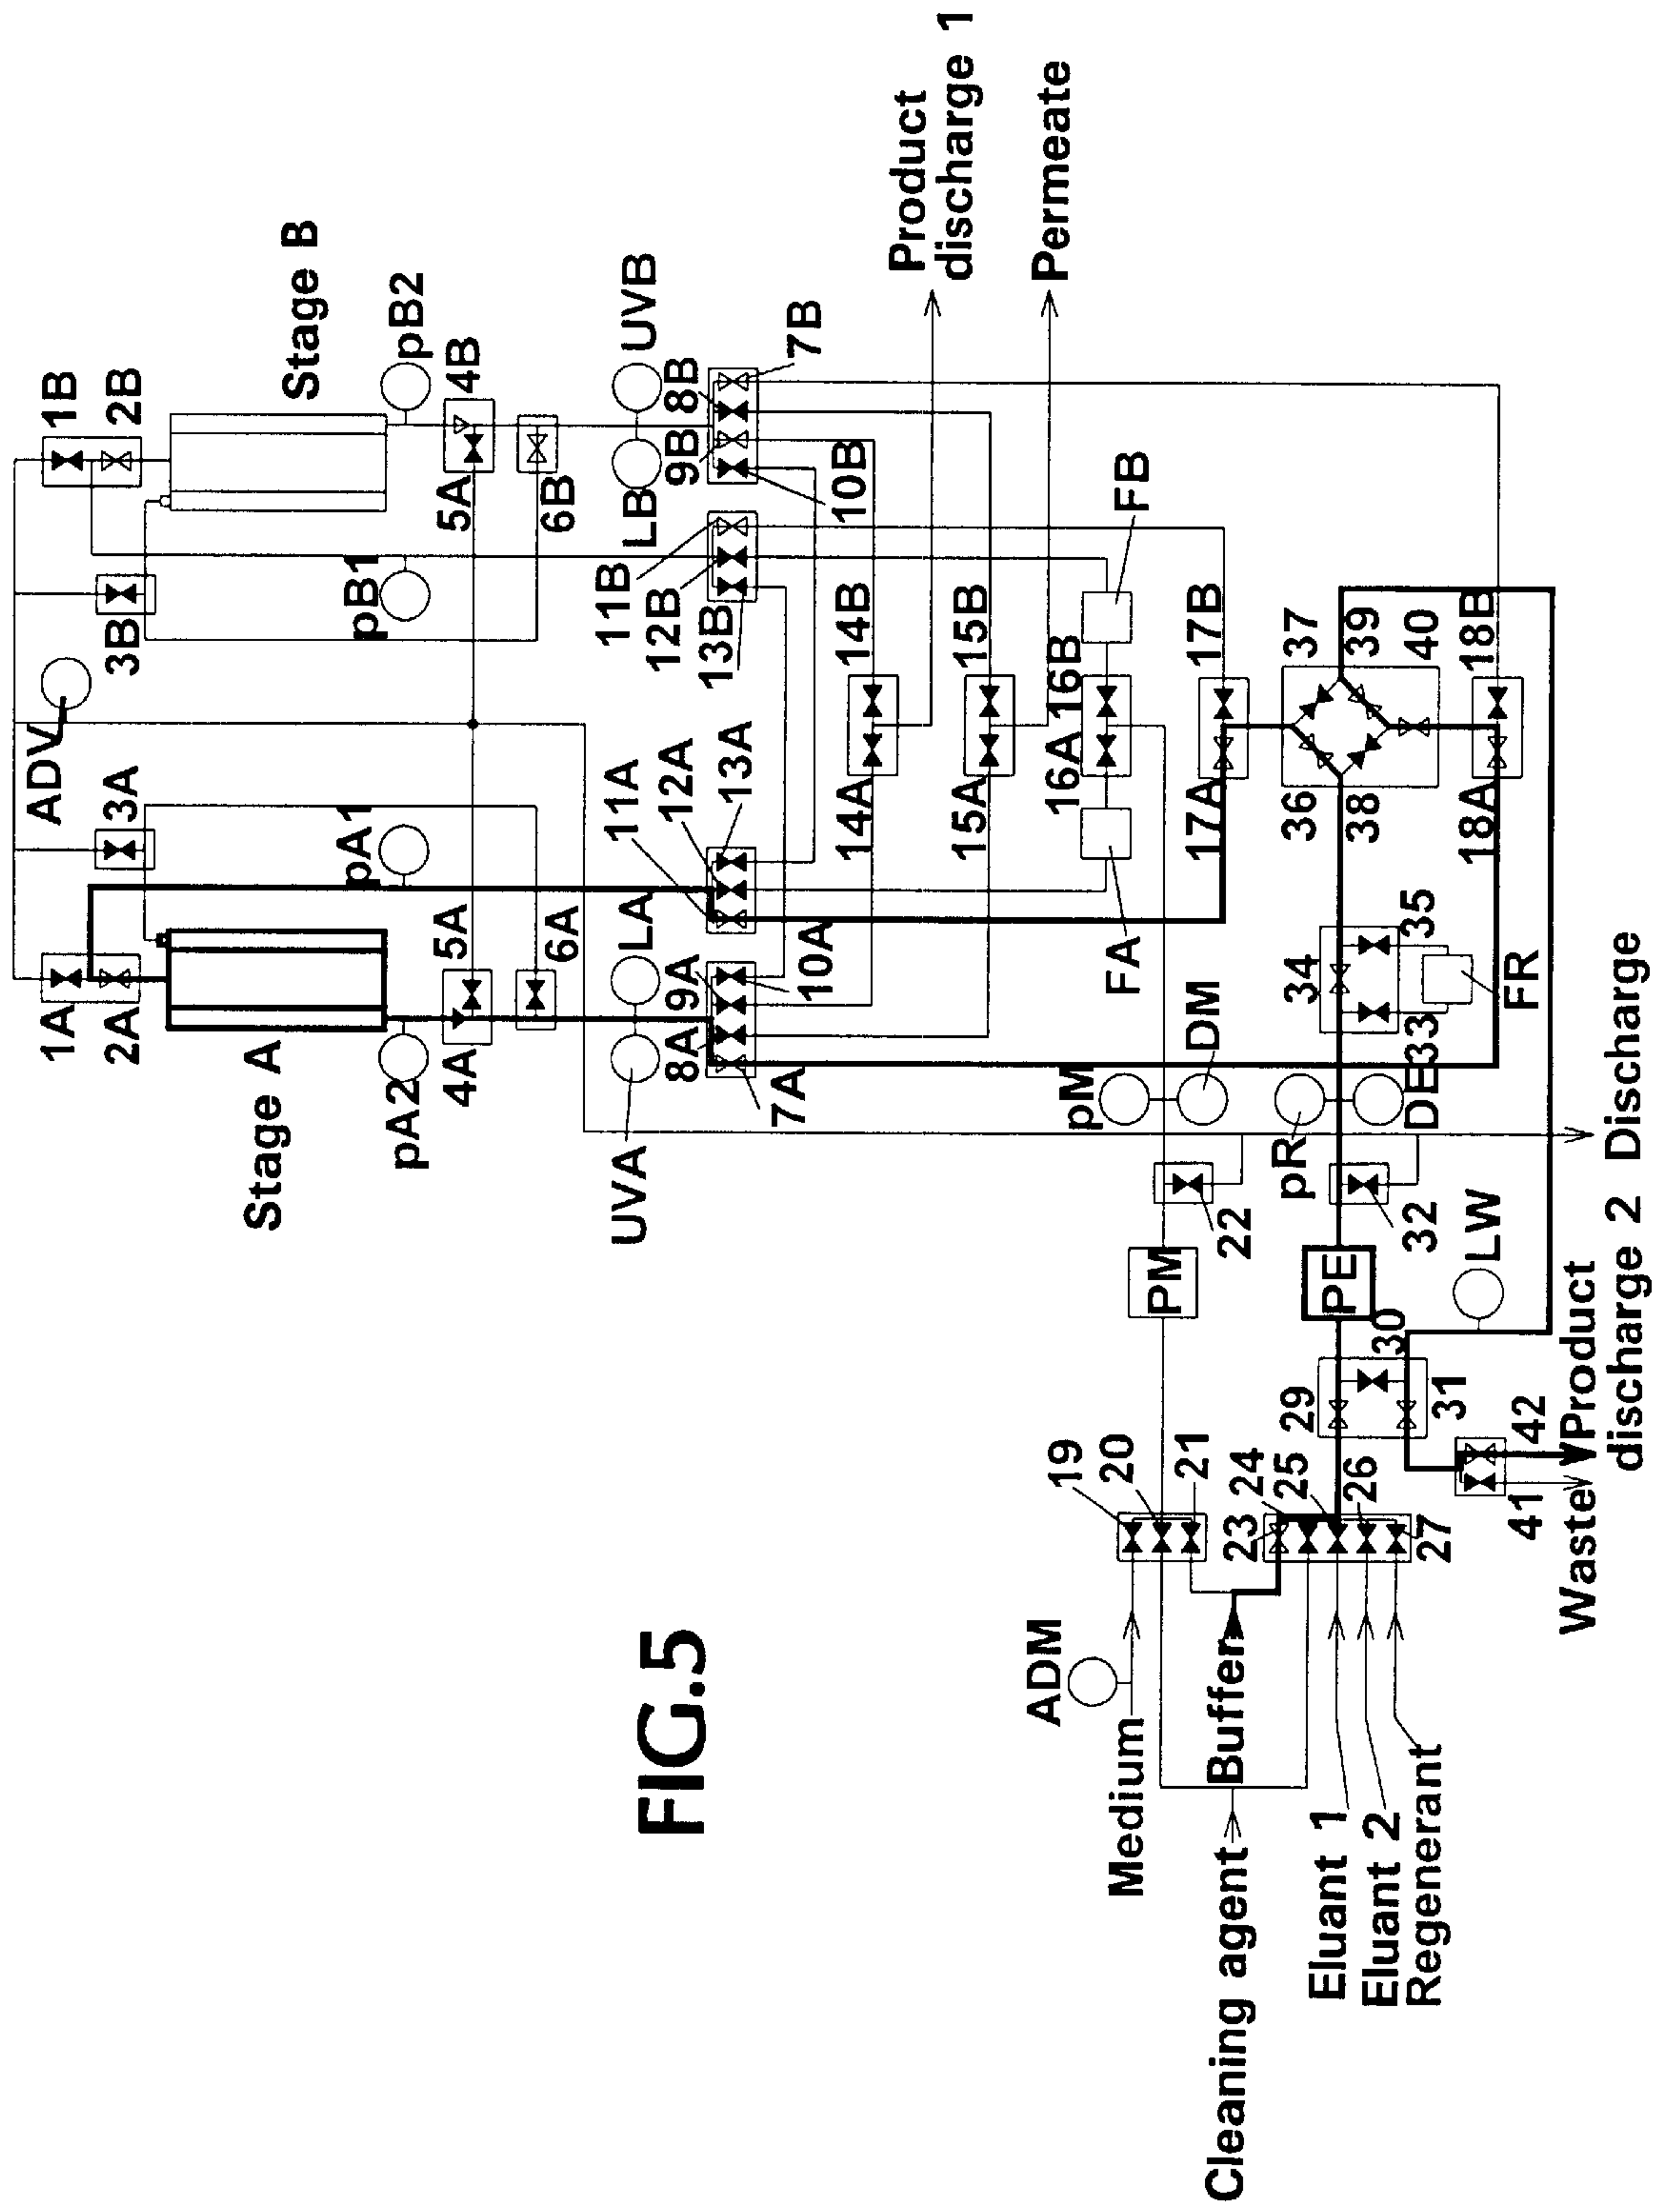 FIG.5
Stage A
Stage B
1A
2A
3A
ADV
3B
1B
2B
pA2
4A
5A
6A
pA1
pB1
5A
6B
4B
pB2
UVA
LA
LB
UVB
7A
8A
9A
10A
11A
12A
13A
11B
12B
13B
9B
8B
10B
7B
14A
14B
Product
discharge 1
15A
15B
Permeate
FA
16A
16B
FB
17A
17B
36
37
38
39
40
18A
18B
34
35
33
FR
pM
DM
pR
DE
22
32
PM
PE
LW
29
30
31
19
20
21
23
24
25
26
27
41
42
ADM
Medium
Buffer
Cleaning agent
Eluant 1
Eluant 2
Regenerant
Waste
Product
discharge 2
Discharge